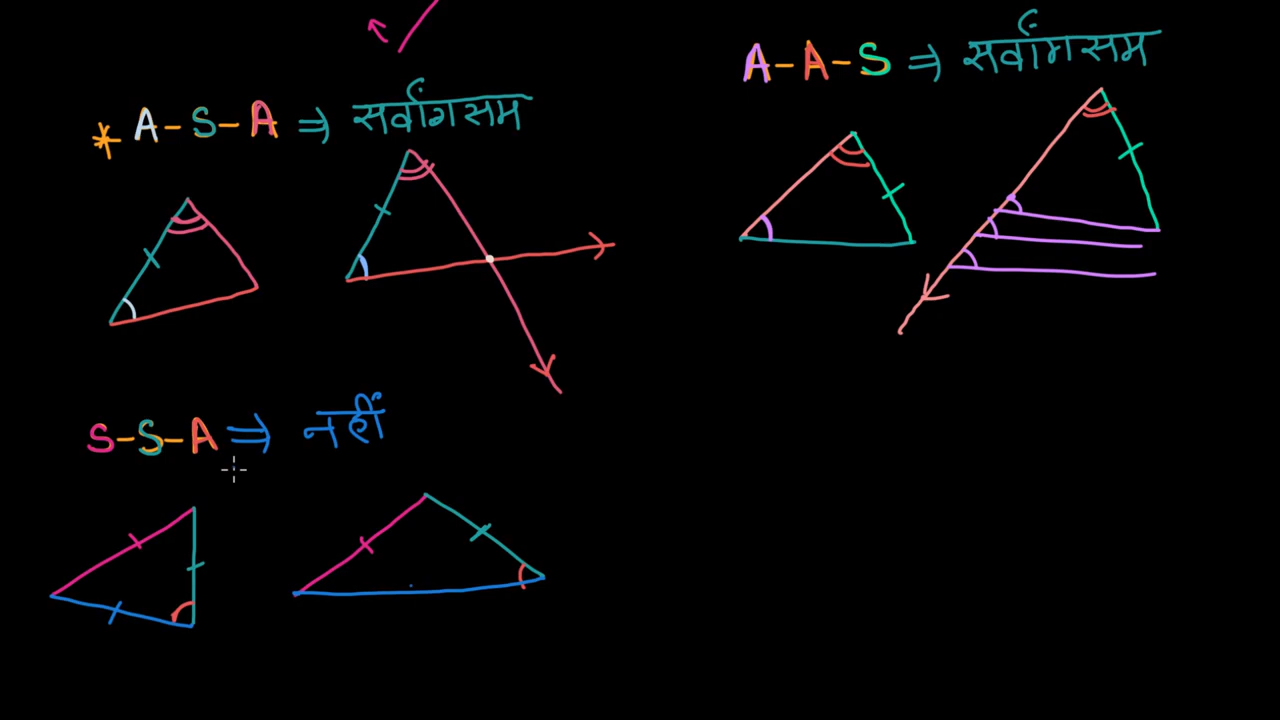 * A-S-A ⇒ सर्वांगसम
A-A-S ⇒ सर्वांगसम
S-S-A ⇒ नहीं